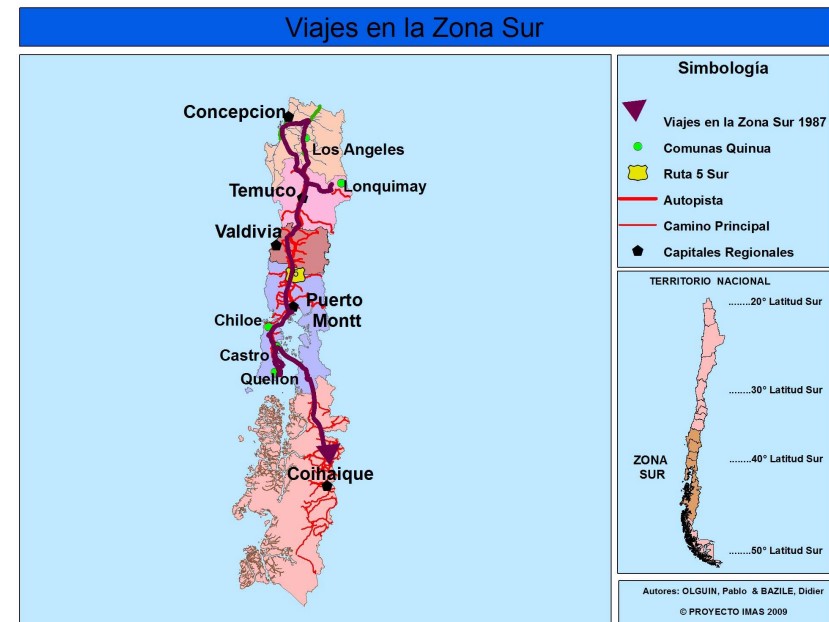 Viajes en la Zona Sur
Concepcion
Los Angeles
Temuco
Lonquimay
Valdivia
5
Puerto
Montt
Chiloe
Castro
Quellon
Coihaique
Simbología
Viajes en la Zona Sur 1987
Comunas Quinua
Ruta 5 Sur
Autopista
Camino Principal
Capitales Regionales
TERRITORIO NACIONAL
........20° Latitud Sur
........30° Latitud Sur
ZONA
SUR
........40° Latitud Sur
........50° Latitud Sur
Autores: OLGUIN, Pablo & BAZILE, Didier
© PROYECTO IMAS 2009